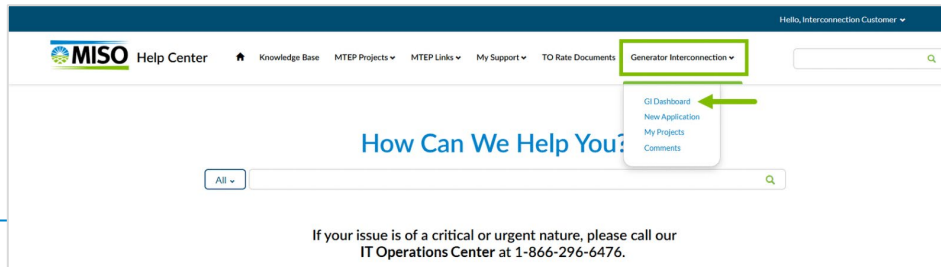 Hello, Interconnection Customer
MISO Help Center Knowledge Base MTEP Projects MTEP Links My Support TO Rate Documents Generator Interconnection
GI Dashboard
New Application
My Projects
Comments
How Can We Help You?
All
If your issue is of a critical or urgent nature, please call our
IT Operations Center at 1-866-296-6476.